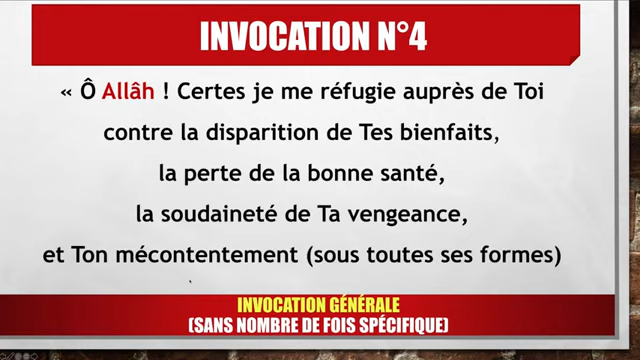 INVOCATION N°4
« Ô Allâh ! Certes je me réfugie auprès de Toi
contre la disparition de Tes bienfaits,
la perte de la bonne santé,
la soudaineté de Ta vengeance,
et Ton mécontentement (sous toutes ses formes)
INVOCATION GÉNÉRALE
(SANS NOMBRE DE FOIS SPÉCIFIQUE)